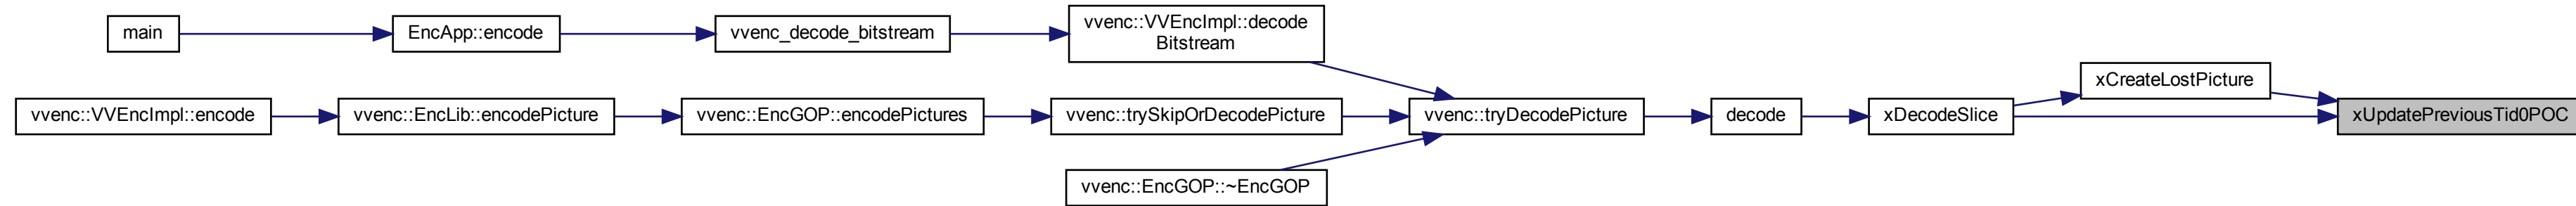 main
EncApp::encode
vvenc_decode_bitstream
vvenc::VVEncImpl::decode
Bitstream
xCreateLostPicture
vvenc::VVEncImpl::encode
vvenc::EncLib::encodePicture
vvenc::EncGOP::encodePictures
vvenc::trySkipOrDecodePicture
vvenc::tryDecodePicture
decode
xDecodeSlice
xUpdatePreviousTid0POC
vvenc::EncGOP::~EncGOP